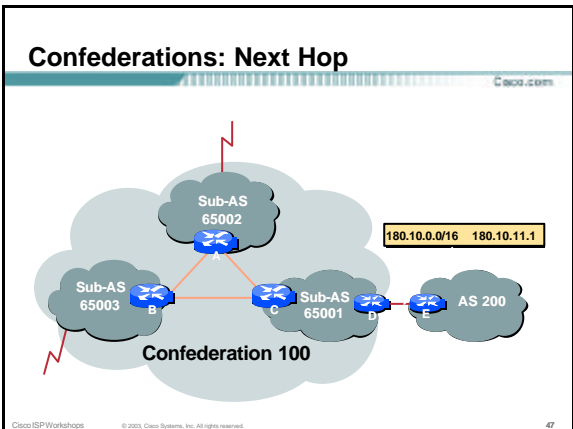 Confederations: Next Hop
Cisco.com
Sub-AS
65002
A
180.10.0.0/16 180.10.11.1
Sub-AS
65003
B
C
Sub-AS
65001
D
E
AS 200
Confederation 100
Cisco ISP Workshops
© 2003, Cisco Systems, Inc. All rights reserved.
47